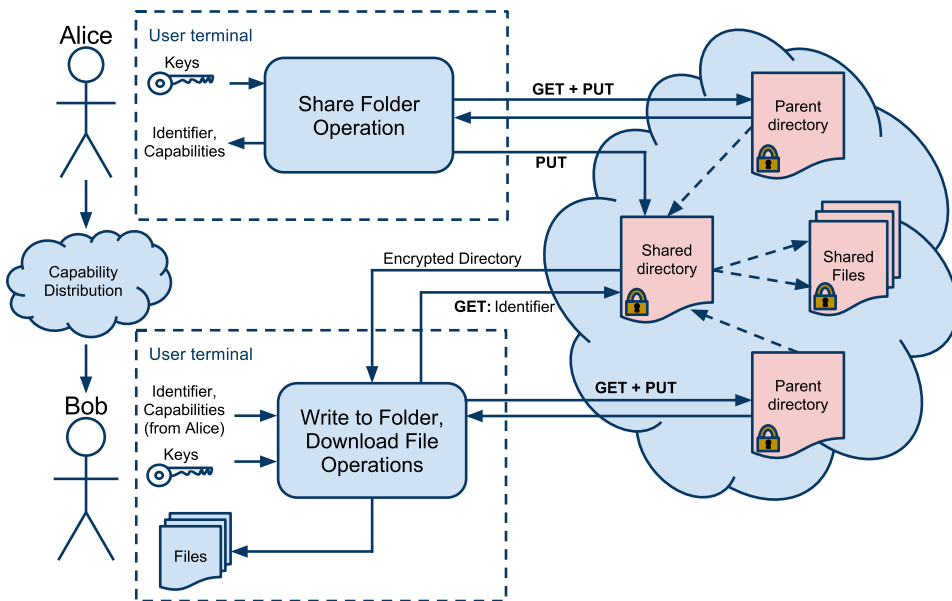 Alice
User terminal
Keys
Share Folder
Operation
Identifier,
Capabilities
GET + PUT
PUT
Parent
directory
Shared
directory
Shared
Files
Capability
Distribution
Encrypted Directory
GET: Identifier
User terminal
Identifier,
Capabilities
(from Alice)
Keys
Write to Folder,
Download File
Operations
GET + PUT
Parent
directory
Bob
Files